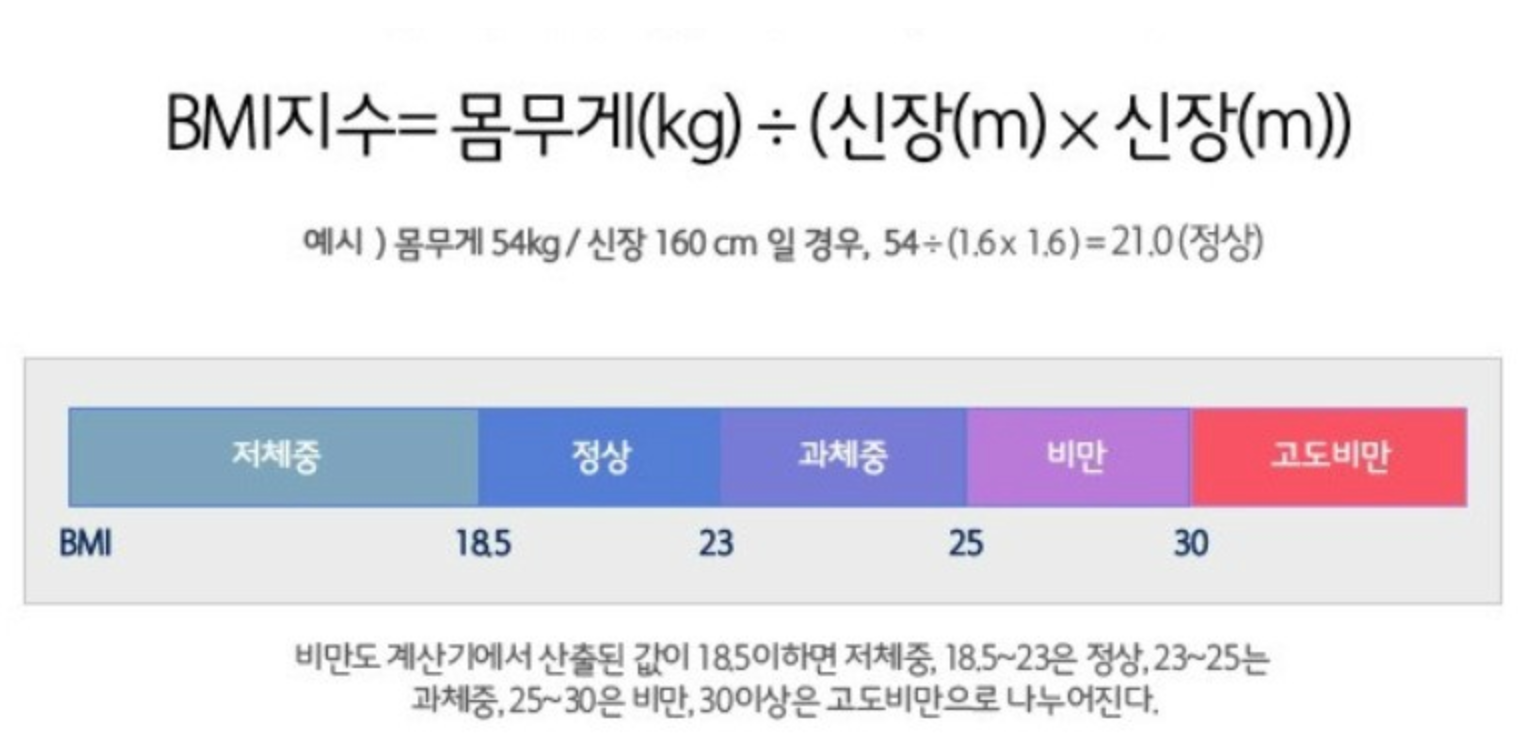 BMI지수= 몸무게(kg) ÷ (신장(m) × 신장(m))
예시 ) 몸무게 54kg / 신장 160 cm 일 경우, 54÷(1.6 x 1.6) = 21.0 (정상)
저체중 정상 과체중 비만 고도비만
BMI 18.5 23 25 30
비만도 계산기에서 산출된 값이 18.5이하면 저체중, 18.5~23은 정상, 23~25는
과체중, 25~30은 비만, 30이상은 고도비만으로 나누어진다.